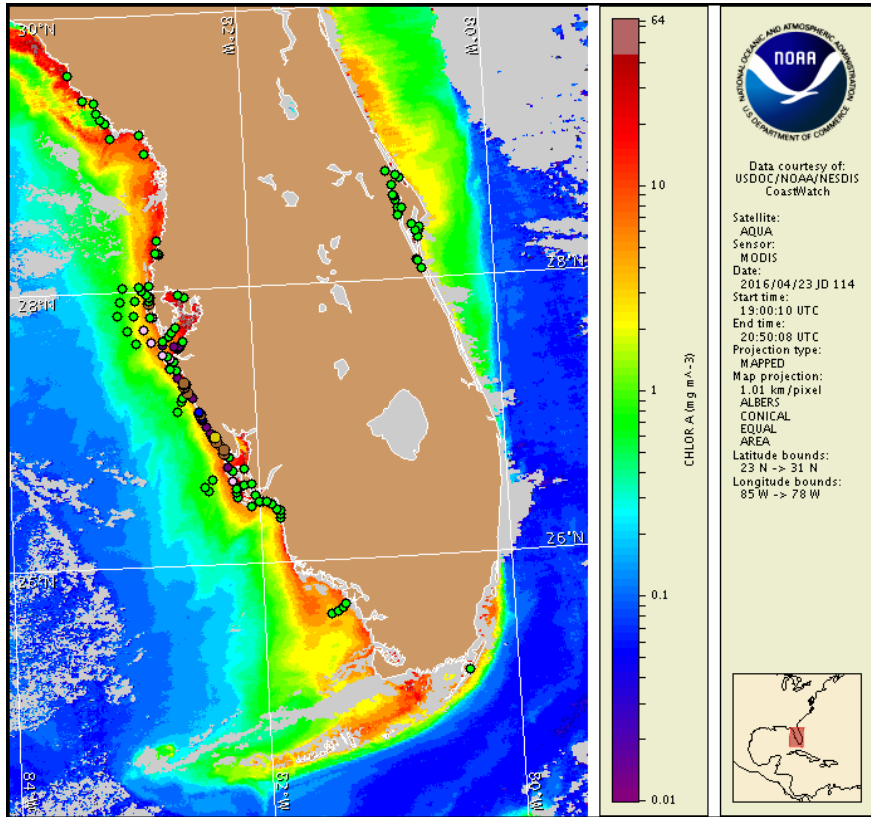 30°N
82°W
80°W
28°N
28°N
26°N
26°N
84°W
82°W
80°W
64
10
1
0.1
0.01
CHLOR A (mg m^-3)
NATIONAL OCEANIC AND ATMOSPHERIC ADMINISTRATION
NOAA
U.S. DEPARTMENT OF COMMERCE
Data courtesy of:
USDOC/NOAA/NESDIS
CoastWatch
Satellite:
AQUA
Sensor:
MODIS
Date:
2016/04/23 JD 114
Start time:
19:00:10 UTC
End time:
20:50:08 UTC
Projection type:
MAPPED
Map projection:
1.01 km/pixel
ALBERS
CONICAL
EQUAL
AREA
Latitude bounds:
23 N -> 31 N
Longitude bounds:
85 W -> 78 W